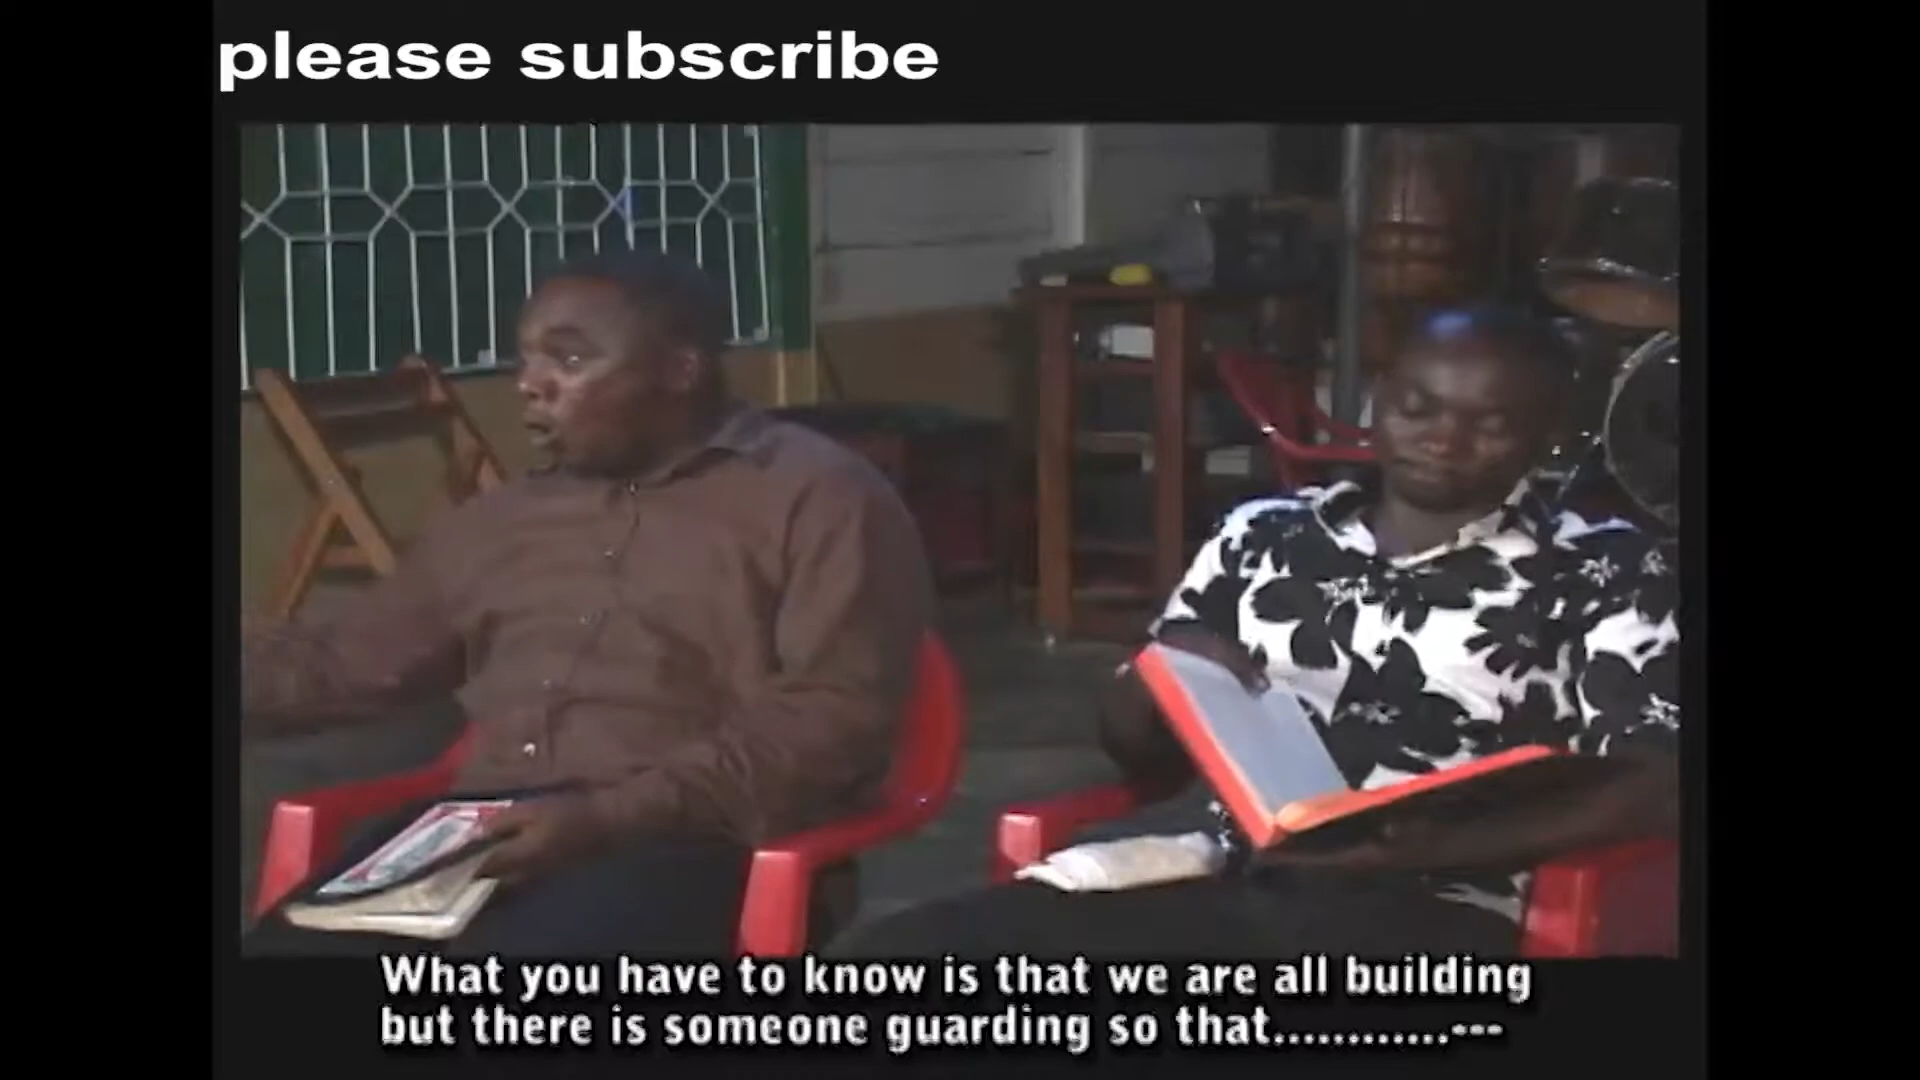 please subscribe
What you have to know is that we are all building
but there is someone guarding so that............---